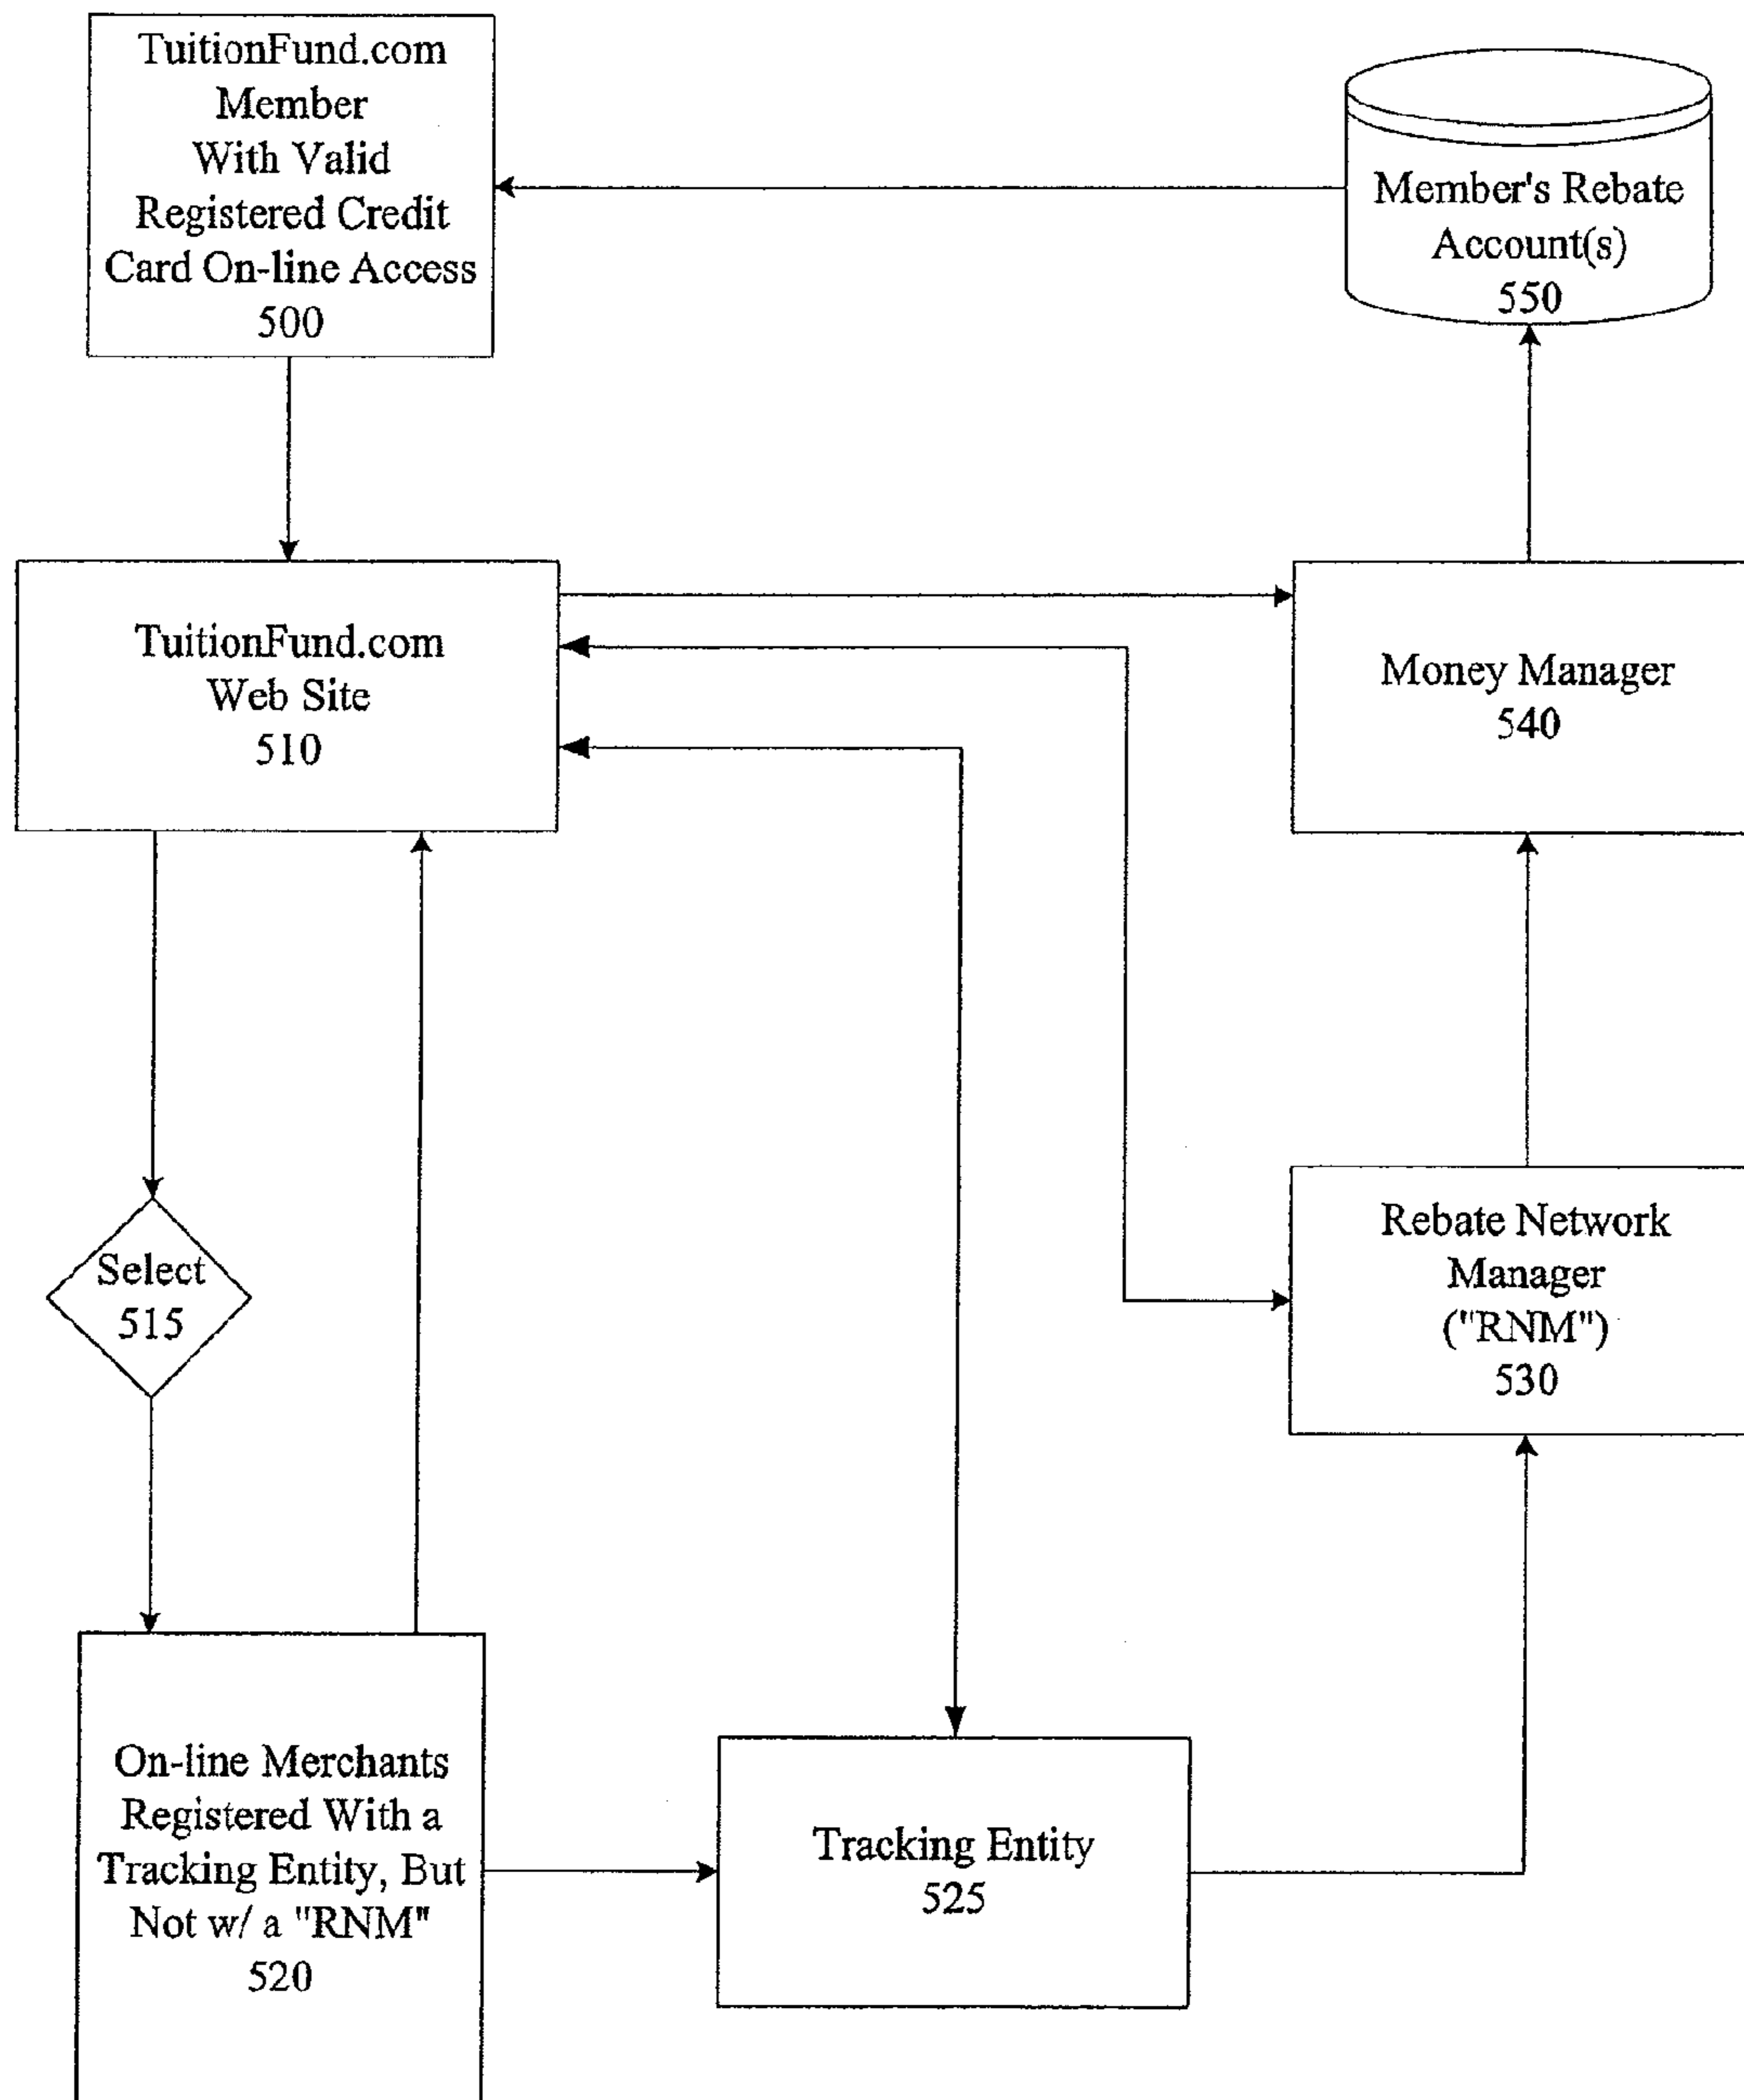 TuitionFund.com
Member
With Valid
Registered Credit
Card On-line Access
500
Member's Rebate
Account(s)
550
TuitionFund.com
Web Site
510
Money Manager
540
Select
515
Rebate Network
Manager
("RNM")
530
On-line Merchants
Registered With a
Tracking Entity, But
Not w/ a "RNM"
520
Tracking Entity
525